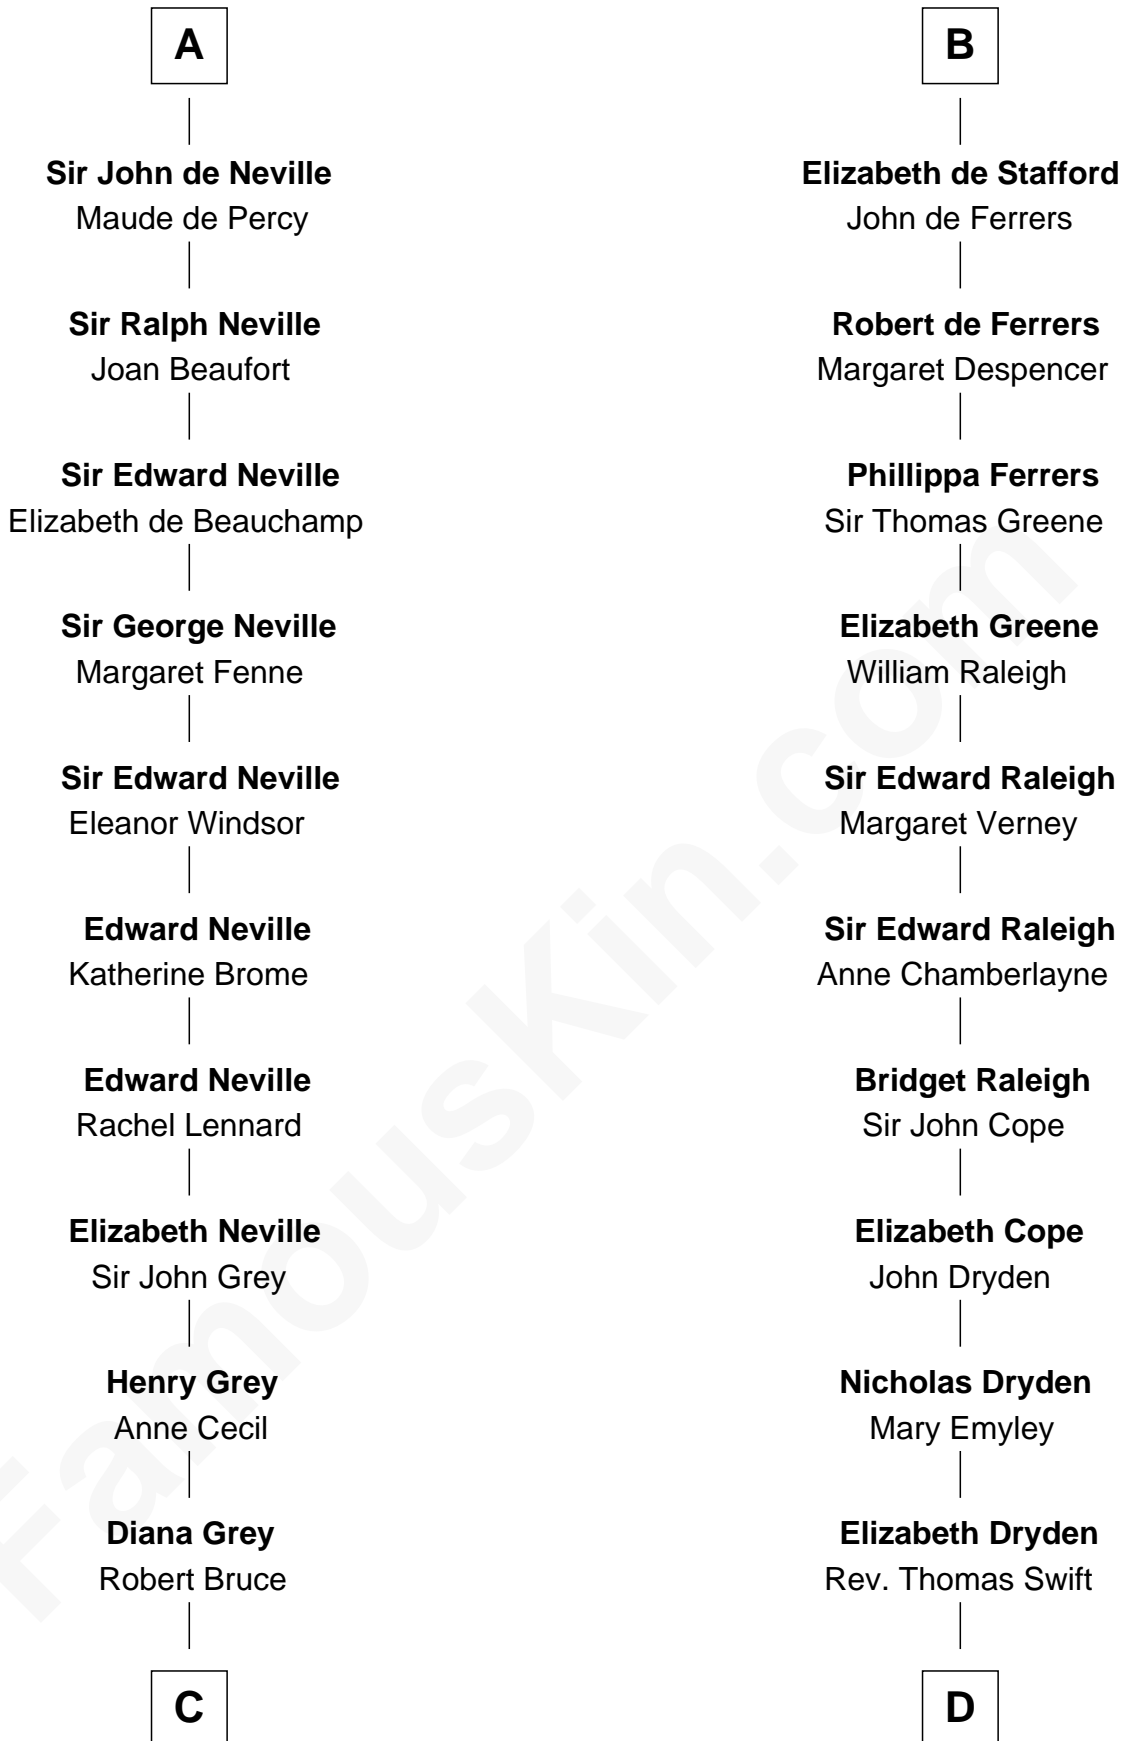 A
Sir John de Neville
Maude de Percy
Sir Ralph Neville
Joan Beaufort
Sir Edward Neville
Elizabeth de Beauchamp
Sir George Neville
Margaret Fenne
Sir Edward Neville
Eleanor Windsor
Edward Neville
Katherine Brome
Edward Neville
Rachel Lennard
Elizabeth Neville
Sir John Grey
Henry Grey
Anne Cecil
Diana Grey
Robert Bruce
C
B
Elizabeth de Stafford
John de Ferrers
Robert de Ferrers
Margaret Despencer
Phillippa Ferrers
Sir Thomas Greene
Elizabeth Greene
William Raleigh
Sir Edward Raleigh
Margaret Verney
Sir Edward Raleigh
Anne Chamberlayne
Bridget Raleigh
Sir John Cope
Elizabeth Cope
John Dryden
Nicholas Dryden
Mary Emyley
Elizabeth Dryden
Rev. Thomas Swift
D
FamousKin.com